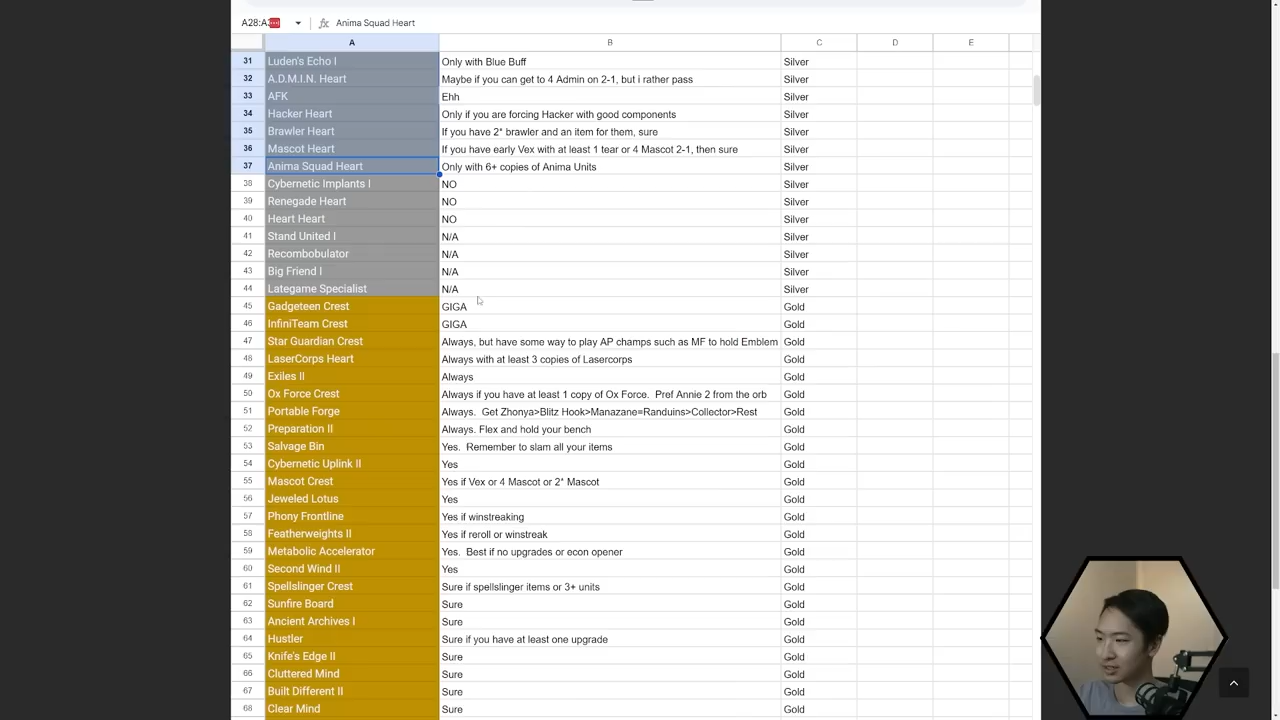 A28:A
fx Anima Squad Heart
A B C D E
31 Luden's Echo I Only with Blue Buff Silver
32 A.D.M.I.N. Heart Maybe if you can get to 4 Admin on 2-1, but i rather pass Silver
33 AFK Ehh Silver
34 Hacker Heart Only if you are forcing Hacker with good components Silver
35 Brawler Heart If you have 2* brawler and an item for them, sure Silver
36 Mascot Heart If you have early Vex with at least 1 tear or 4 Mascot 2-1, then sure Silver
37 Anima Squad Heart Only with 6+ copies of Anima Units Silver
38 Cybernetic Implants I NO Silver
39 Renegade Heart NO Silver
40 Heart Heart NO Silver
41 Stand United I N/A Silver
42 Recombobulator N/A Silver
43 Big Friend I N/A Silver
44 Lategame Specialist N/A Silver
45 Gadgeteen Crest GIGA Gold
46 InfiniTeam Crest GIGA Gold
47 Star Guardian Crest Always, but have some way to play AP champs such as MF to hold Emblem Gold
48 LaserCorps Heart Always with at least 3 copies of Lasercorps Gold
49 Exiles II Always Gold
50 Ox Force Crest Always if you have at least 1 copy of Ox Force. Pref Annie 2 from the orb Gold
51 Portable Forge Always. Get Zhonya>Blitz Hook>Manazane=Randuins>Collector>Rest Gold
52 Preparation II Always. Flex and hold your bench Gold
53 Salvage Bin Yes. Remember to slam all your items Gold
54 Cybernetic Uplink II Yes Gold
55 Mascot Crest Yes if Vex or 4 Mascot or 2* Mascot Gold
56 Jeweled Lotus Yes Gold
57 Phony Frontline Yes if winstreaking Gold
58 Featherweights II Yes if reroll or winstreak Gold
59 Metabolic Accelerator Yes. Best if no upgrades or econ opener Gold
60 Second Wind II Yes Gold
61 Spellslinger Crest Sure if spellslinger items or 3+ units Gold
62 Sunfire Board Sure Gold
63 Ancient Archives I Sure Gold
64 Hustler Sure if you have at least one upgrade Gold
65 Knife's Edge II Sure Gold
66 Cluttered Mind Sure Gold
67 Built Different II Sure Gold
68 Clear Mind Sure Gold